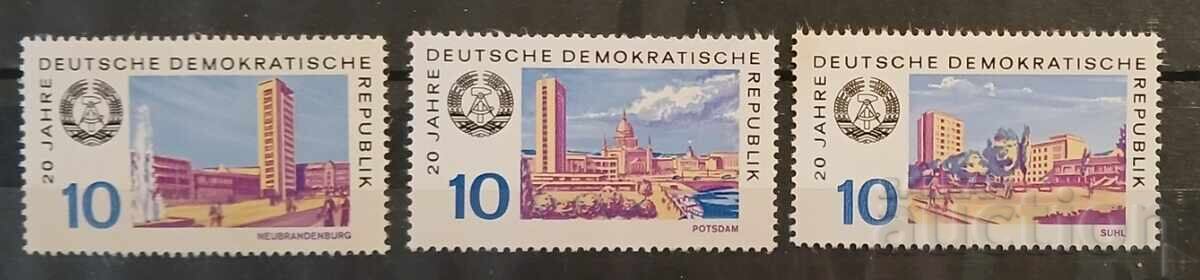 DEUTSCHE DEMOKRATISCHE
REPUBLIK
20 JAHRE
10
NEUBRANDENBURG
DEUTSCHE DEMOKRATISCHE
REPUBLIK
20 JAHRE
10
POTSDAM
DEUTSCHE DEMOKRATISCHE
REPUBLIK
20 JAHRE
10
SUHL
auction